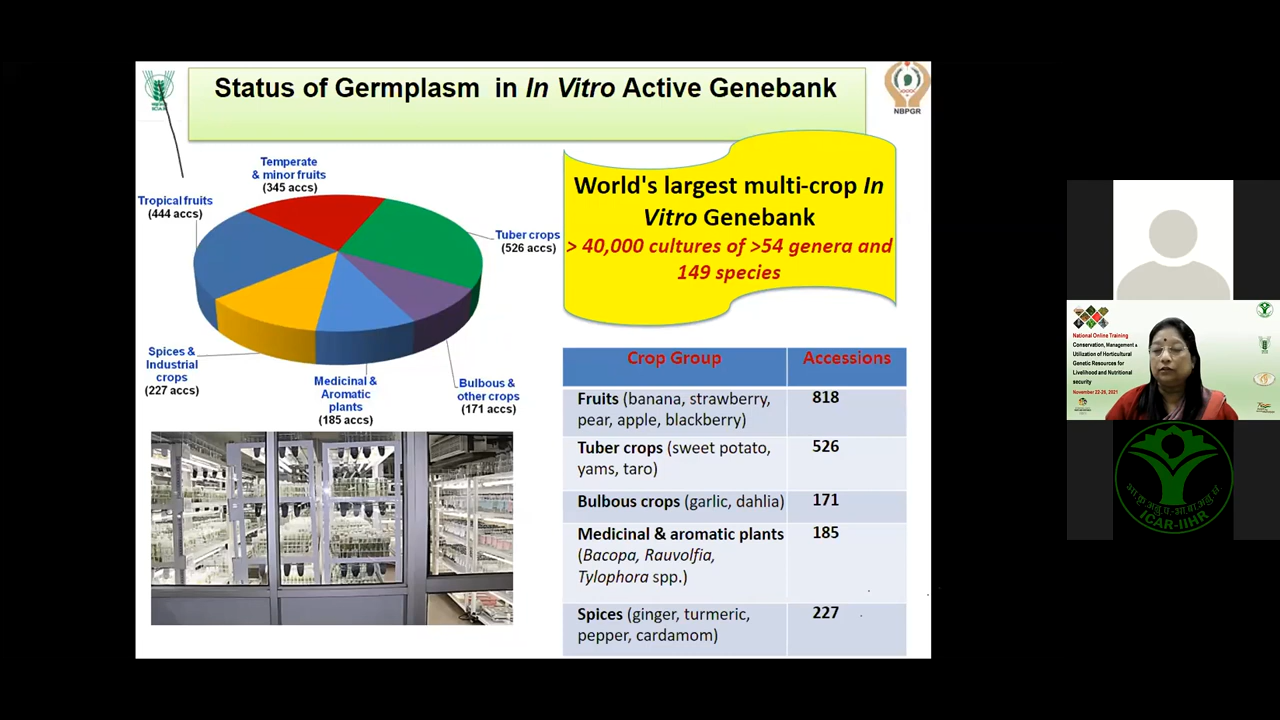 Status of Germplasm in In Vitro Active Genebank
NBPGR
Temperate
& minor fruits
(345 accs)
Tropical fruits
(444 accs)
Tuber crops
(526 accs)
Spices &
Industrial
crops
(227 accs)
Medicinal &
Aromatic
plants
(185 accs)
Bulbous &
other crops
(171 accs)
World's largest multi-crop In
Vitro Genebank
> 40,000 cultures of >54 genera and
149 species
Crop Group Accessions
Fruits (banana, strawberry, 818
pear, apple, blackberry)
Tuber crops (sweet potato, 526
yams, taro)
Bulbous crops (garlic, dahlia) 171
Medicinal & aromatic plants 185
(Bacopa, Rauvolfia,
Tylophora spp.)
Spices (ginger, turmeric, 227
pepper, cardamom)
National Online Training
Conservation, Management &
Utilization of Horticultural
Genetic Resources for
Livelihood and Nutritional
security
November 22-26, 2021
ICAR-IIHR